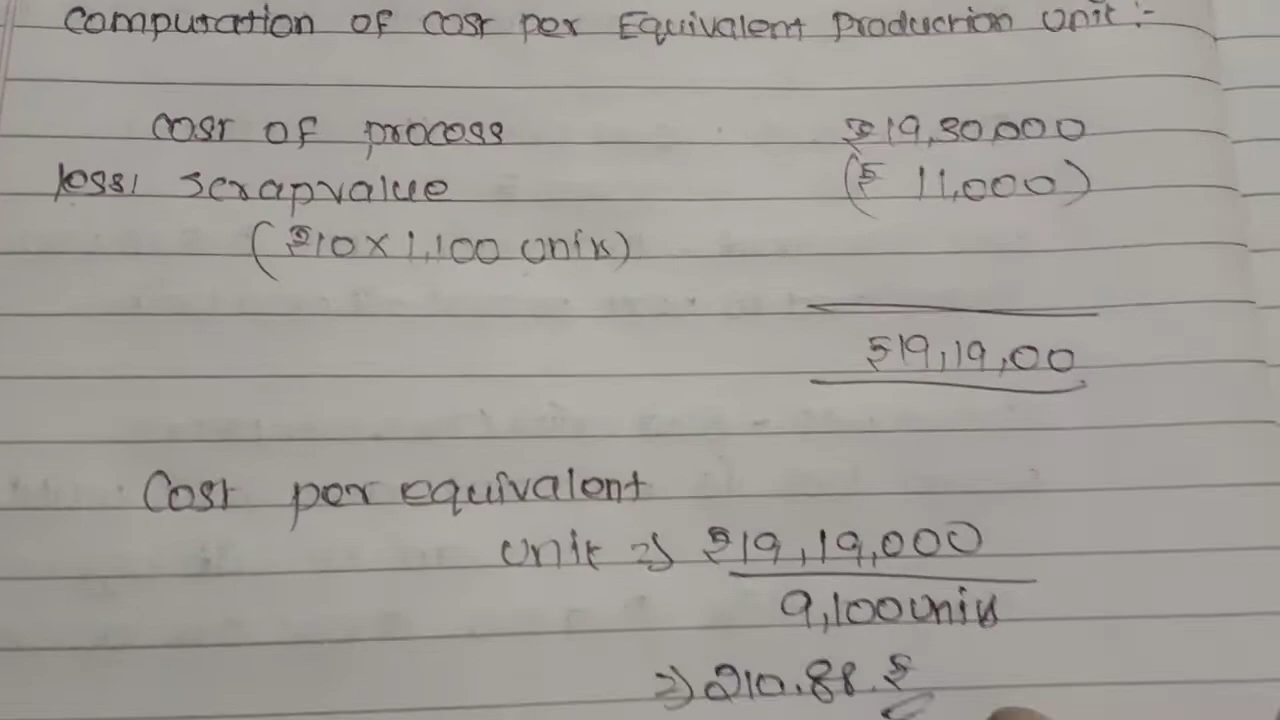 Computation of Cost per Equivalent Production Unit :-
Cost of process ₹19,30,000
less, Scrapvalue (₹ 11,000)
(₹10 × 1,100 units)
₹19,19,00
Cost per equivalent
Unit ⇒ ₹19,19,000
9,100 units
⇒ 210.88 ₹